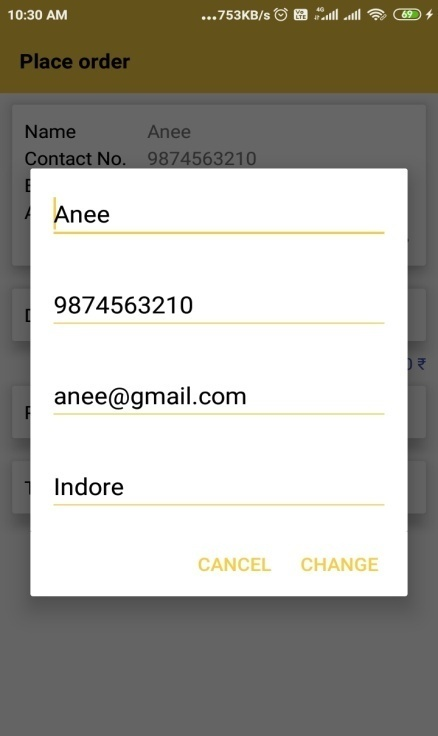 10:30 AM
...753KB/s
4G
69
Place order
Name Anee
Contact No. 9874563210
Anee
9874563210
anee@gmail.com
Indore
CANCEL CHANGE
₹